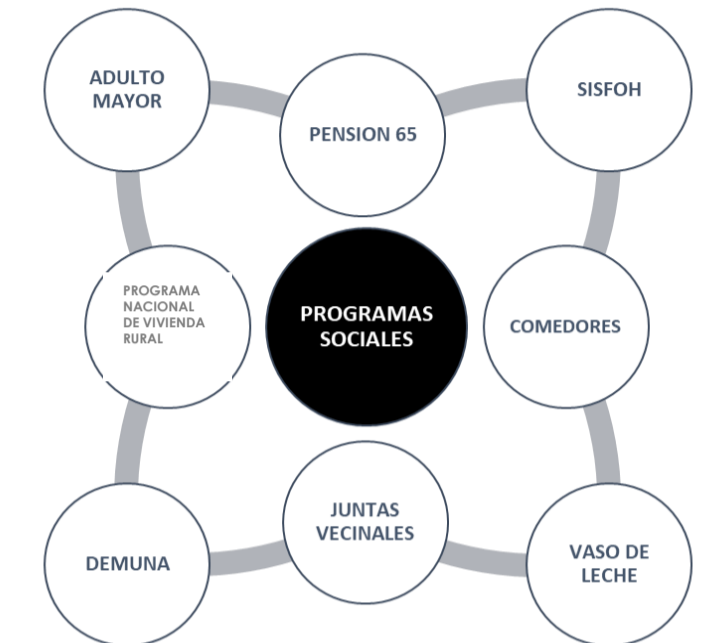 ADULTO
MAYOR
PENSION 65
SISFOH
PROGRAMA
NACIONAL
DE VIVIENDA
RURAL
PROGRAMAS
SOCIALES
COMEDORES
DEMUNA
JUNTAS
VECINALES
VASO DE
LECHE